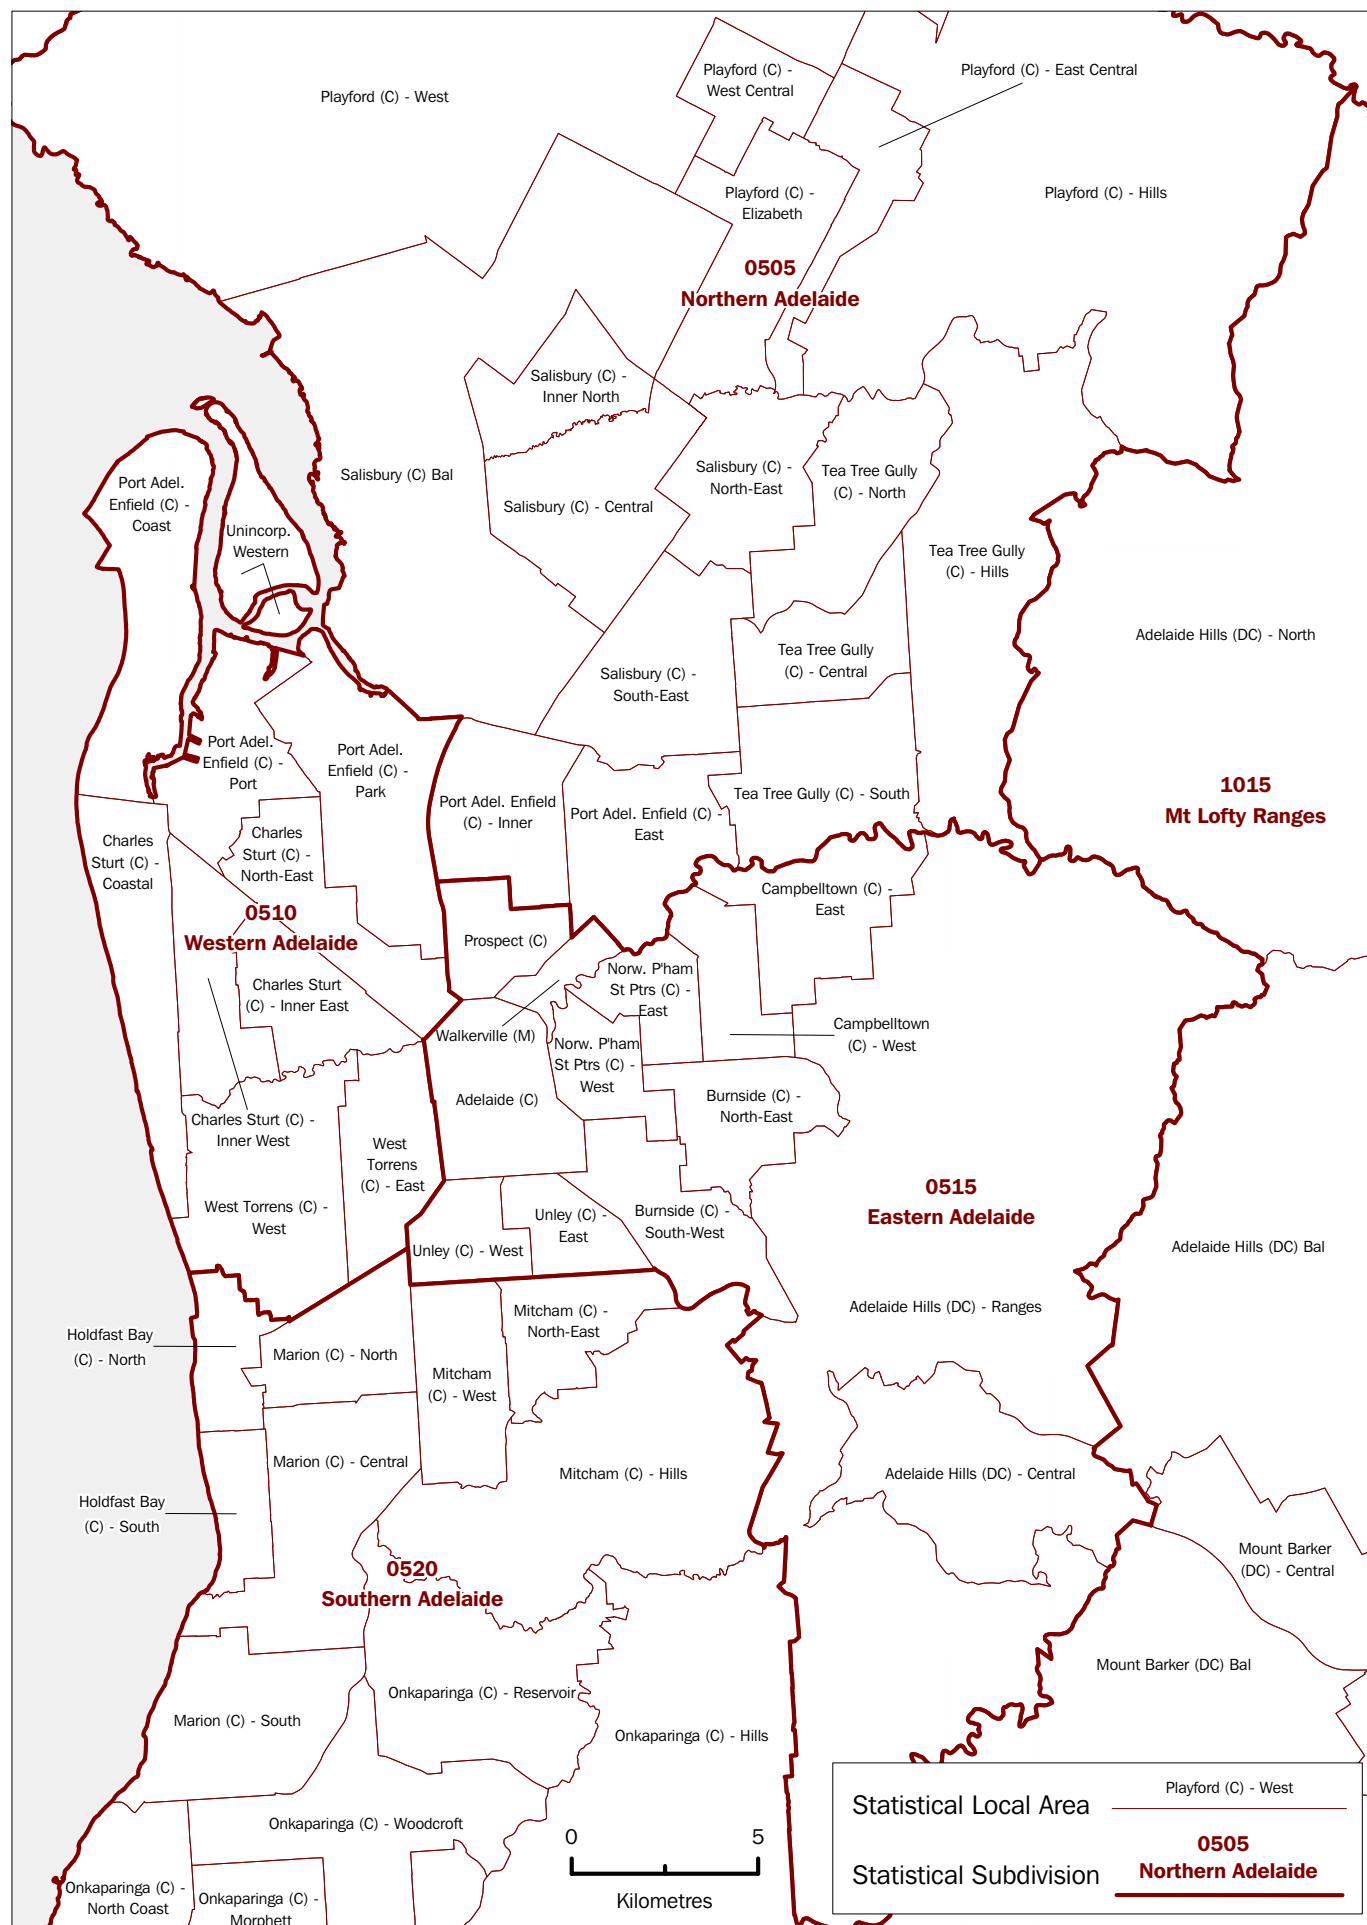 Playford (C) -
West Central
Playford (C) - East Central
Playford (C) - West
Playford (C) -
Elizabeth
Playford (C) - Hills
0505
Northern Adelaide
Salisbury (C) -
Inner North
Salisbury (C) Bal
Salisbury (C) -
North-East
Tea Tree Gully
(C) - North
Port Adel.
Enfield (C) -
Coast
Salisbury (C) - Central
Unincorp.
Western
Tea Tree Gully
(C) - Hills
Adelaide Hills (DC) - North
Tea Tree Gully
(C) - Central
Salisbury (C) -
South-East
Port Adel.
Enfield (C) -
Port
Port Adel.
Enfield (C) -
Park
Port Adel. Enfield
(C) - Inner
Port Adel. Enfield (C) -
East
Tea Tree Gully (C) - South
1015
Mt Lofty Ranges
Charles
Sturt (C) -
Coastal
Charles
Sturt (C) -
North-East
Campbelltown (C) -
East
0510
Western Adelaide
Prospect (C)
Norw. P'ham
St Ptrs (C) -
East
Charles Sturt
(C) - Inner East
Walkerville (M)
Campbelltown
(C) - West
Norw. P'ham
St Ptrs (C) -
West
Adelaide (C)
Burnside (C) -
North-East
Charles Sturt (C) -
Inner West
West
Torrens
(C) - East
West Torrens (C) -
West
Unley (C) -
East
Burnside (C) -
South-West
Unley (C) - West
0515
Eastern Adelaide
Adelaide Hills (DC) Bal
Adelaide Hills (DC) - Ranges
Holdfast Bay
(C) - North
Marion (C) - North
Mitcham (C) -
North-East
Mitcham
(C) - West
Marion (C) - Central
Mitcham (C) - Hills
Adelaide Hills (DC) - Central
Holdfast Bay
(C) - South
Mount Barker
(DC) - Central
0520
Southern Adelaide
Mount Barker (DC) Bal
Onkaparinga (C) - Reservoir
Marion (C) - South
Onkaparinga (C) - Hills
Onkaparinga (C) - Woodcroft
Onkaparinga (C) -
North Coast
Onkaparinga (C) -
Morphett
0
5
Kilometres
Statistical Local Area
Playford (C) - West
Statistical Subdivision
0505
Northern Adelaide